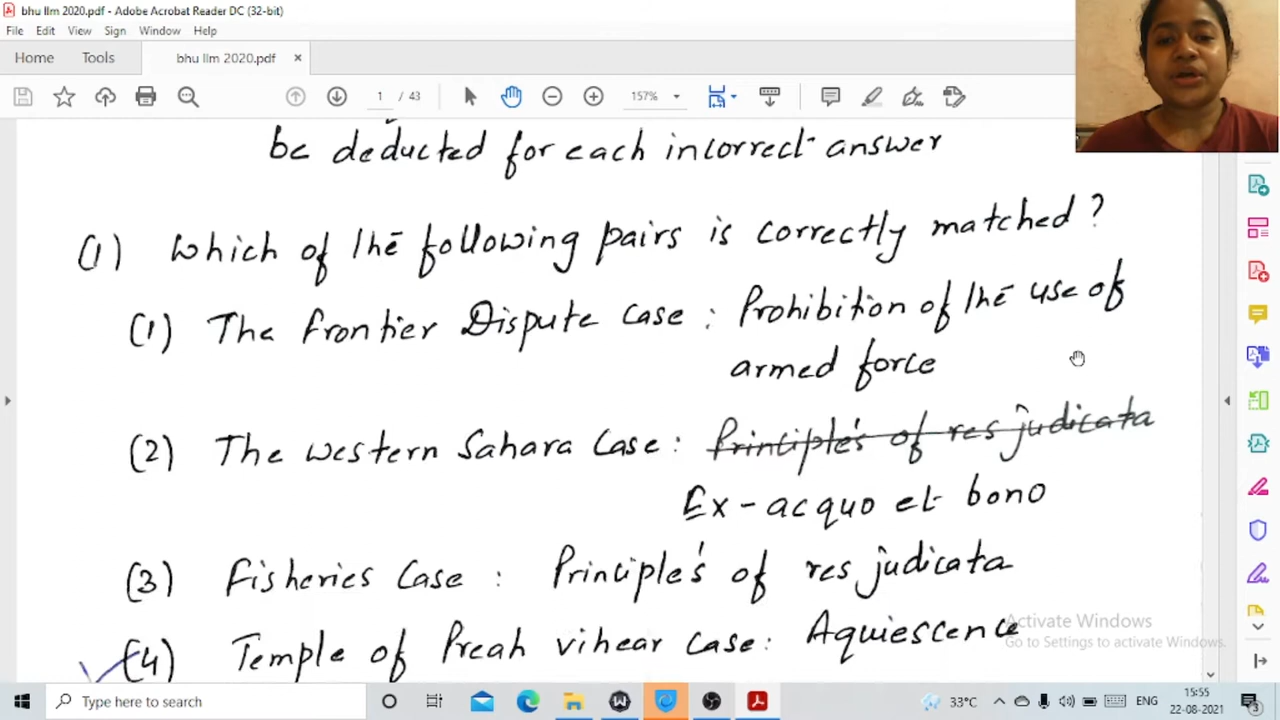 bhu llm 2020.pdf - Adobe Acrobat Reader DC (32-bit)
File Edit View Sign Window Help
Home Tools bhu llm 2020.pdf ×
1 / 43 157%
be deducted for each incorrect answer
(1) Which of the following pairs is correctly matched?
(1) The Frontier Dispute Case : Prohibition of the use of
armed force
(2) The Western Sahara Case : Principle's of res judicata
Ex-acquo et bono
(3) Fisheries Case : Principle's of res judicata
(4) Temple of Preah vihear case: Aquiescence
Activate Windows
Go to Settings to activate Windows.
Type here to search
33°C ENG 15:55
22-08-2021
3